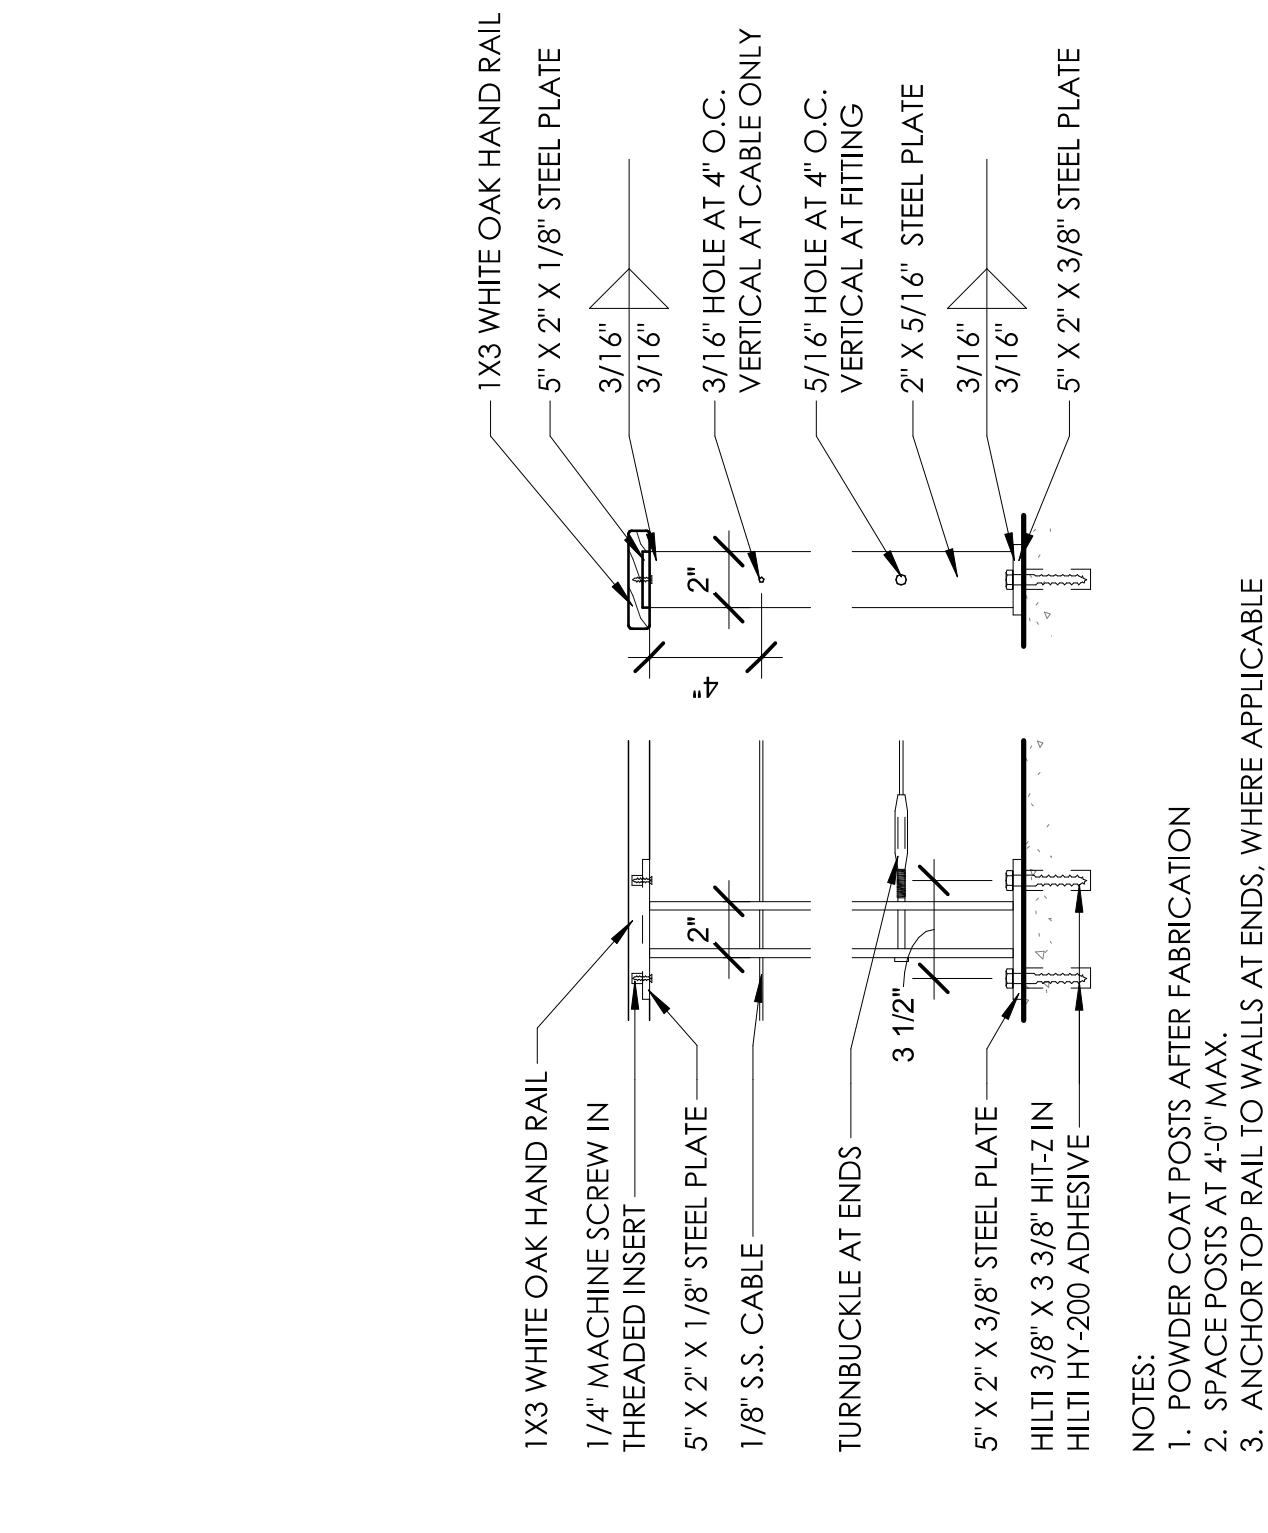 1X3 WHITE OAK HAND RAIL
1/4" MACHINE SCREW IN
THREADED INSERT
5" X 2" X 1/8" STEEL PLATE
1/8" S.S. CABLE
TURNBUCKLE AT ENDS
5" X 2" X 3/8" STEEL PLATE
HILTI 3/8" X 3 3/8" HIT-Z IN
HILTI HY-200 ADHESIVE
2"
3 1/2"
4"
2"
1X3 WHITE OAK HAND RAIL
5" X 2" X 1/8" STEEL PLATE
3/16"
3/16"
3/16" HOLE AT 4" O.C.
VERTICAL AT CABLE ONLY
5/16" HOLE AT 4" O.C.
VERTICAL AT FITTING
2" X 5/16" STEEL PLATE
3/16"
3/16"
5" X 2" X 3/8" STEEL PLATE
NOTES:
1. POWDER COAT POSTS AFTER FABRICATION
2. SPACE POSTS AT 4'-0" MAX.
3. ANCHOR TOP RAIL TO WALLS AT ENDS, WHERE APPLICABLE